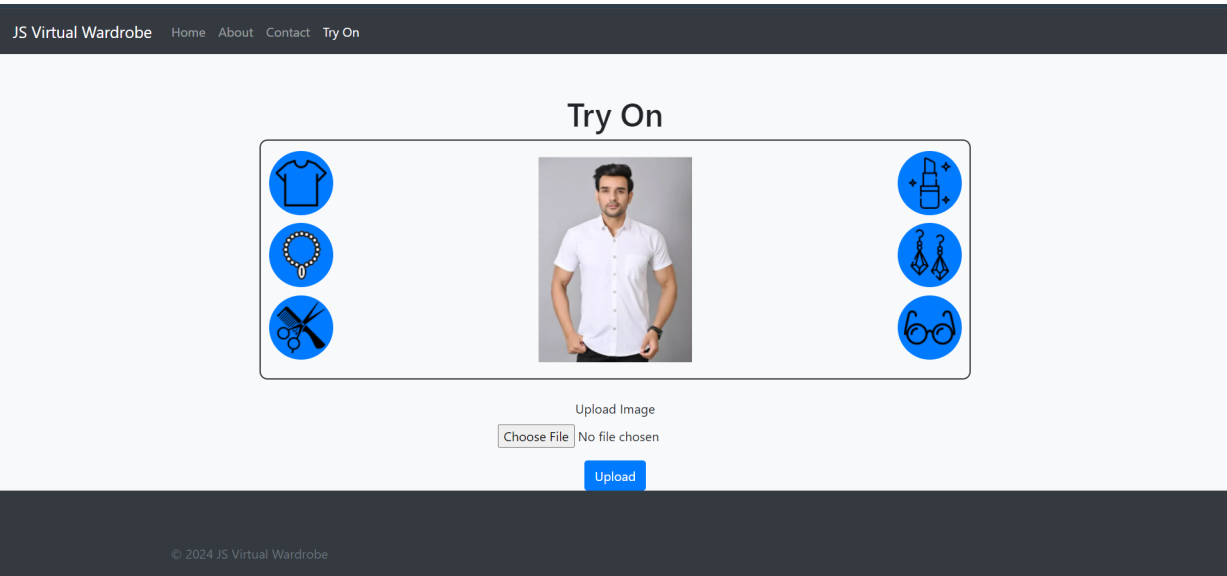 JS Virtual Wardrobe Home About Contact Try On
Try On
Upload Image
Choose File No file chosen
Upload
© 2024 JS Virtual Wardrobe